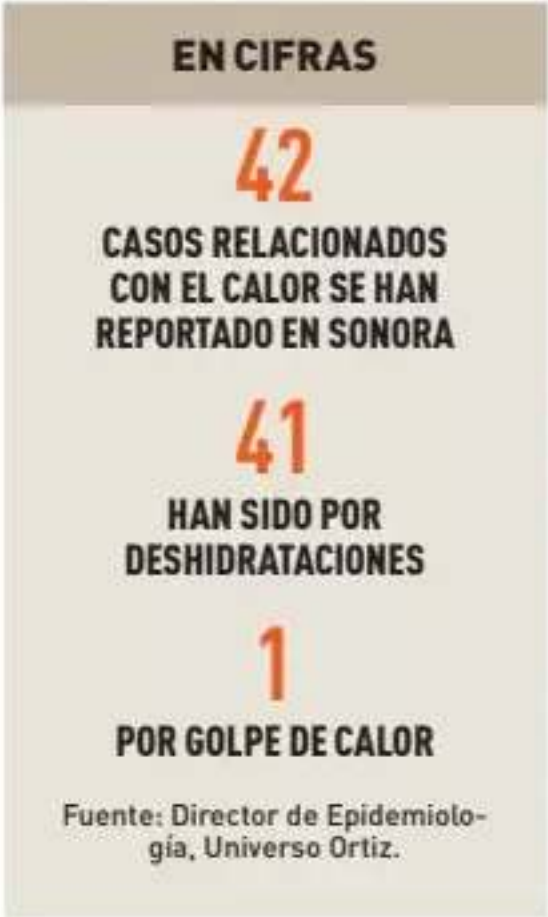 EN CIFRAS
42
CASOS RELACIONADOS
CON EL CALOR SE HAN
REPORTADO EN SONORA
41
HAN SIDO POR
DESHIDRATACIONES
1
POR GOLPE DE CALOR
Fuente: Director de Epidemiolo-
gía, Universo Ortiz.